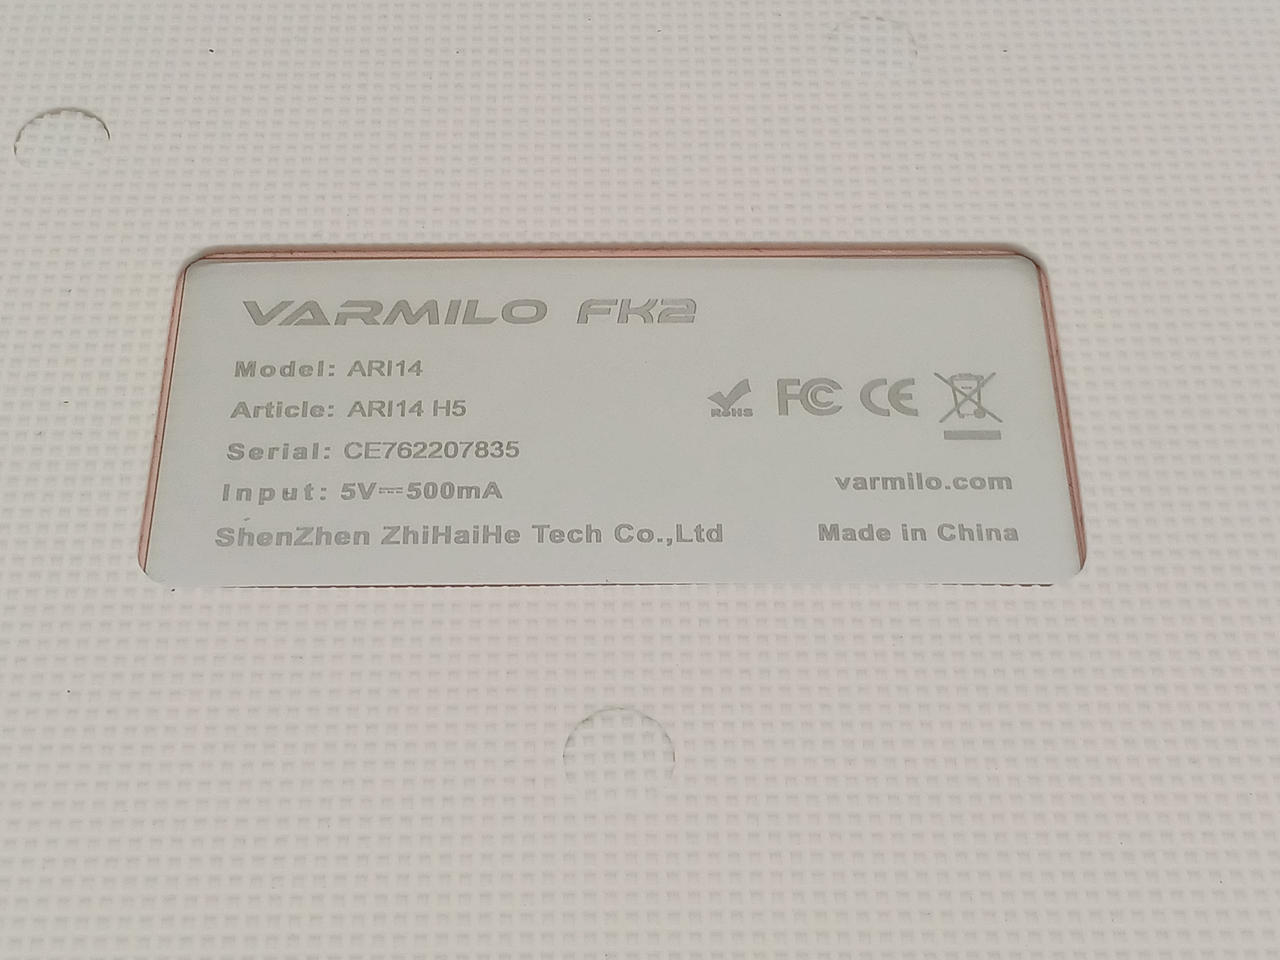 VARMILO FK2
Model: ARI14
Article: ARI14 H5
Serial: CE762207835
Input: 5V⎓500mA
ShenZhen ZhiHaiHe Tech Co.,Ltd
RoHS FC CE
varmilo.com
Made in China